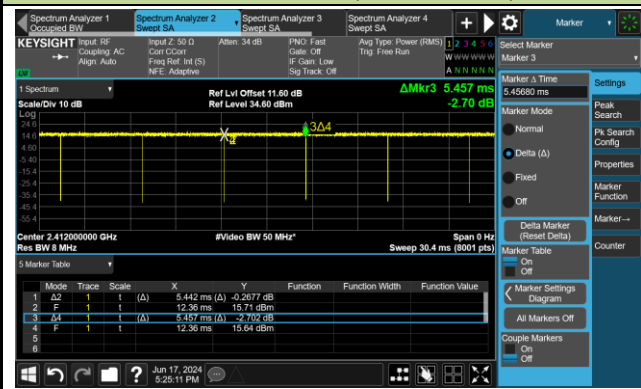 Spectrum Analyzer 1
Occupied BW
Spectrum Analyzer 2
Swept SA
Spectrum Analyzer 3
Swept SA
Spectrum Analyzer 4
Swept SA
+
Marker
KEYSIGHT
Input: RF
Coupling: AC
Align: Auto
Input Z: 50 Ω
Corr CCorr
Freq Ref: Int (S)
NFE: Adaptive
Atten: 34 dB
PNO: Fast
Gate: Off
IF Gain: Low
Sig Track: Off
Avg Type: Power (RMS)
Trig: Free Run
1 2 3 4 5 6
W W W W W W
A N N N N N
Select Marker
Marker 3
1 Spectrum
Scale/Div 10 dB
Log
Ref Lvl Offset 11.60 dB
Ref Level 34.60 dBm
ΔMkr3 5.457 ms
-2.70 dB
24.6
14.6
4.60
-5.40
-15.4
-25.4
-35.4
-45.4
-55.4
3Δ4
Center 2.412000000 GHz
Res BW 8 MHz
#Video BW 50 MHz*
Span 0 Hz
Sweep 30.4 ms (8001 pts)
5 Marker Table
Mode Trace Scale X Y Function Function Width Function Value
1 Δ2 1 t (Δ) 5.442 ms (Δ) -0.2677 dB
2 F 1 t 12.36 ms 15.71 dBm
3 Δ4 1 t (Δ) 5.457 ms (Δ) -2.702 dB
4 F 1 t 12.36 ms 15.64 dBm
5
6
Marker Δ Time
5.45680 ms
Marker Mode
Normal
Delta (Δ)
Fixed
Off
Delta Marker
(Reset Delta)
Marker Table
On
Off
Marker Settings
Diagram
All Markers Off
Couple Markers
On
Off
Settings
Peak
Search
Pk Search
Config
Properties
Marker
Function
Marker→
Counter
?
Jun 17, 2024
5:25:11 PM